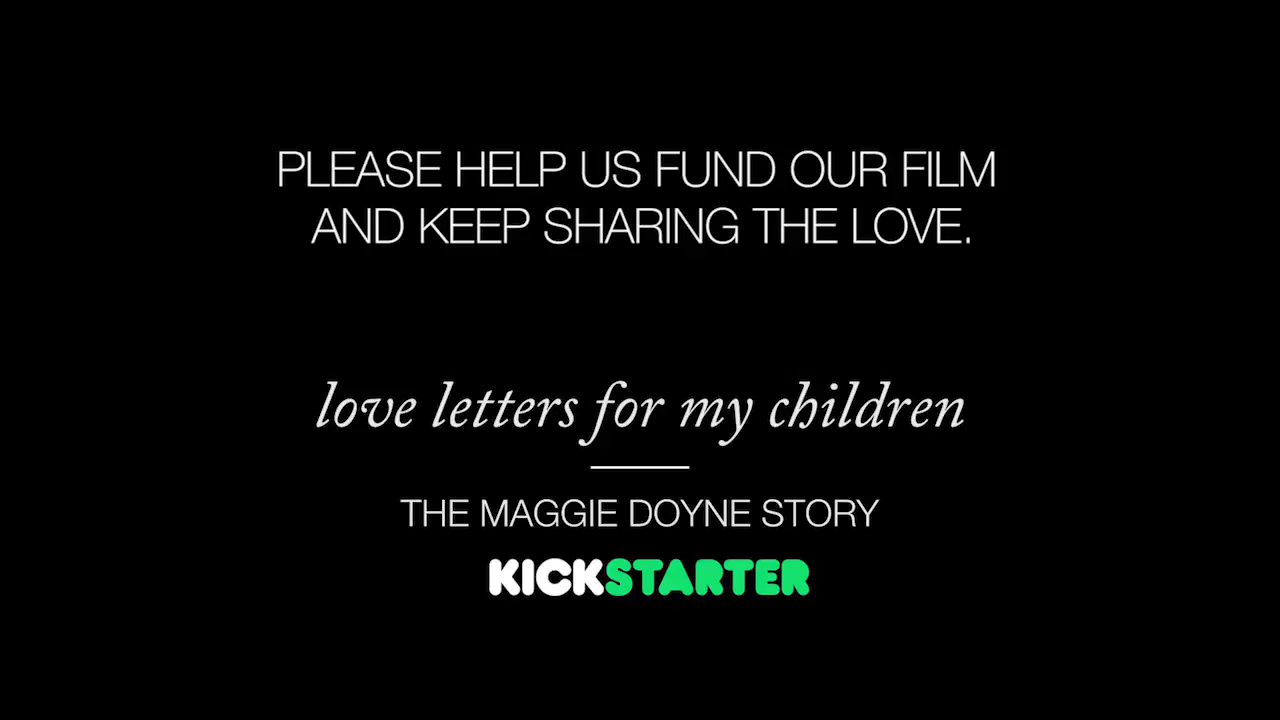 PLEASE HELP US FUND OUR FILM
AND KEEP SHARING THE LOVE.
love letters for my children
THE MAGGIE DOYNE STORY
KICKSTARTER